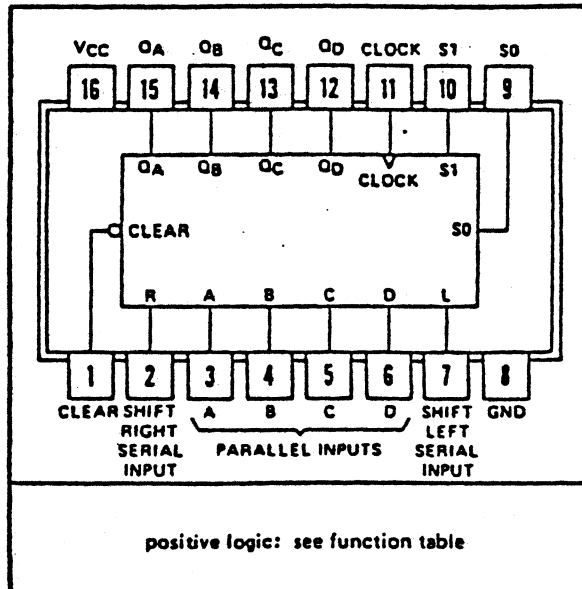 VCC QA QB QC QD CLOCK S1 S0
16 15 14 13 12 11 10 9
QA QB QC QD CLOCK S1
CLEAR S0
R A B C D L
1 2 3 4 5 6 7 8
CLEAR SHIFT RIGHT SERIAL INPUT A B C D SHIFT LEFT SERIAL INPUT GND
PARALLEL INPUTS
positive logic: see function table